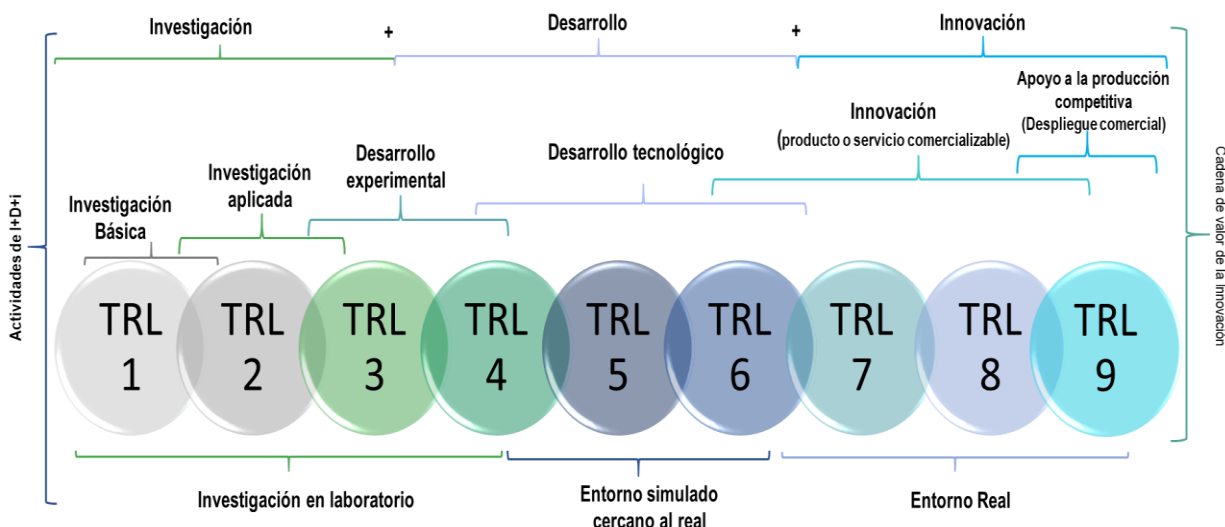 Investigación
+
Desarrollo
+
Innovación
Apoyo a la producción
competitiva
(Despliegue comercial)
Innovación
(producto o servicio comercializable)
Desarrollo tecnológico
Desarrollo
experimental
Investigación
aplicada
Investigación
Básica
Actividades de I+D+i
Cadena de valor de la Innovación
TRL
1
TRL
2
TRL
3
TRL
4
TRL
5
TRL
6
TRL
7
TRL
8
TRL
9
Investigación en laboratorio
Entorno simulado
cercano al real
Entorno Real